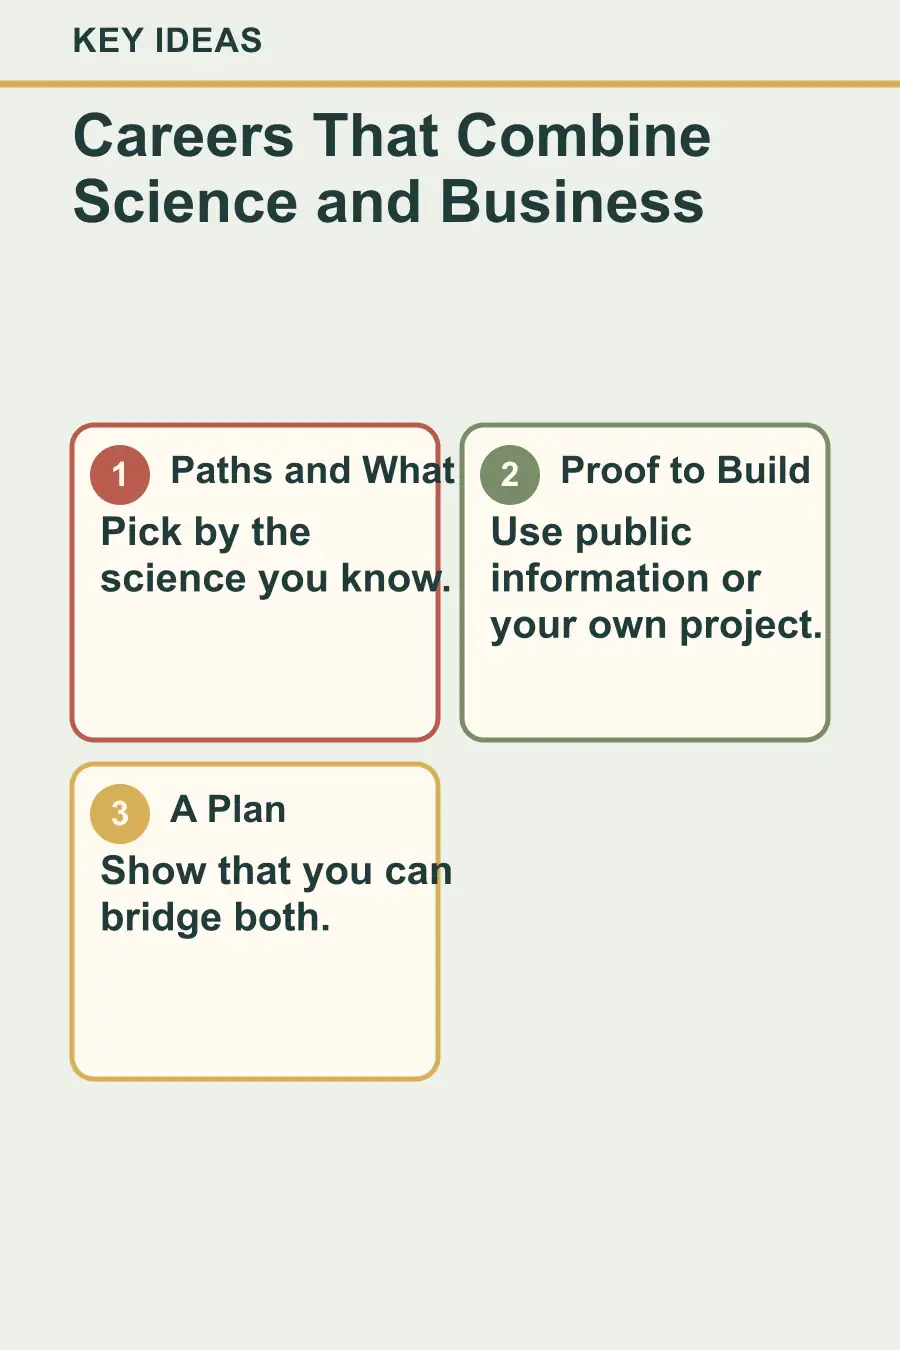 KEY IDEAS
Careers That Combine
Science and Business
1
Paths and What
Pick by the
science you know.
2
Proof to Build
Use public
information or
your own project.
3
A Plan
Show that you can
bridge both.